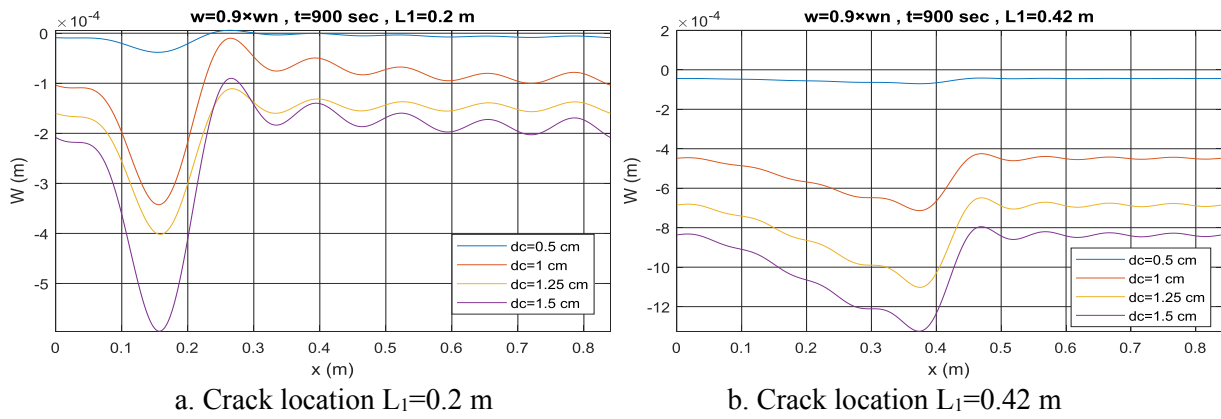 w=0.9×wn , t=900 sec , L1=0.2 m
×10⁻⁴
0
-1
-2
-3
-4
-5
W (m)
dc=0.5 cm
dc=1 cm
dc=1.25 cm
dc=1.5 cm
0 0.1 0.2 0.3 0.4 0.5 0.6 0.7 0.8
x (m)
a. Crack location L₁=0.2 m
w=0.9×wn , t=900 sec , L1=0.42 m
×10⁻⁴
2
0
-2
-4
-6
-8
-10
-12
W (m)
dc=0.5 cm
dc=1 cm
dc=1.25 cm
dc=1.5 cm
0 0.1 0.2 0.3 0.4 0.5 0.6 0.7 0.8
x (m)
b. Crack location L₁=0.42 m